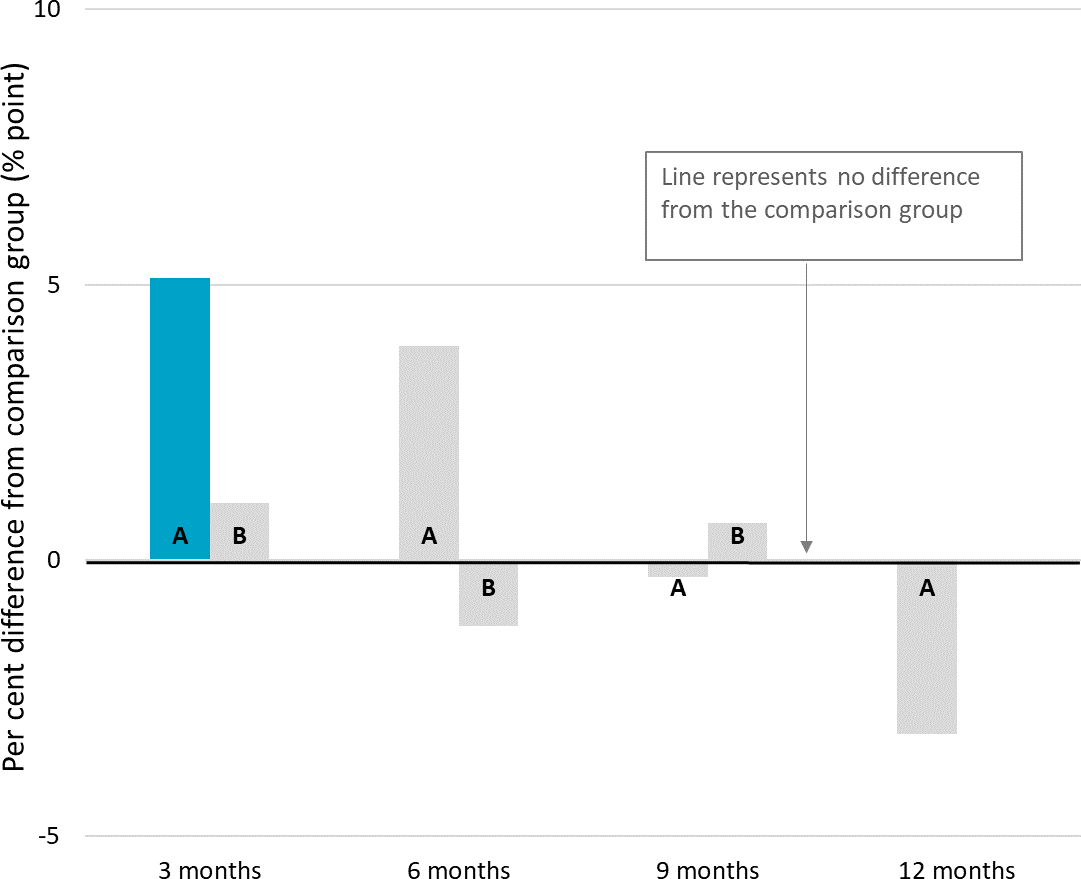 Per cent difference from comparison group (% point)
10
5
0
-5
Line represents no difference
from the comparison group
A
B
A
B
A
B
A
3 months
6 months
9 months
12 months